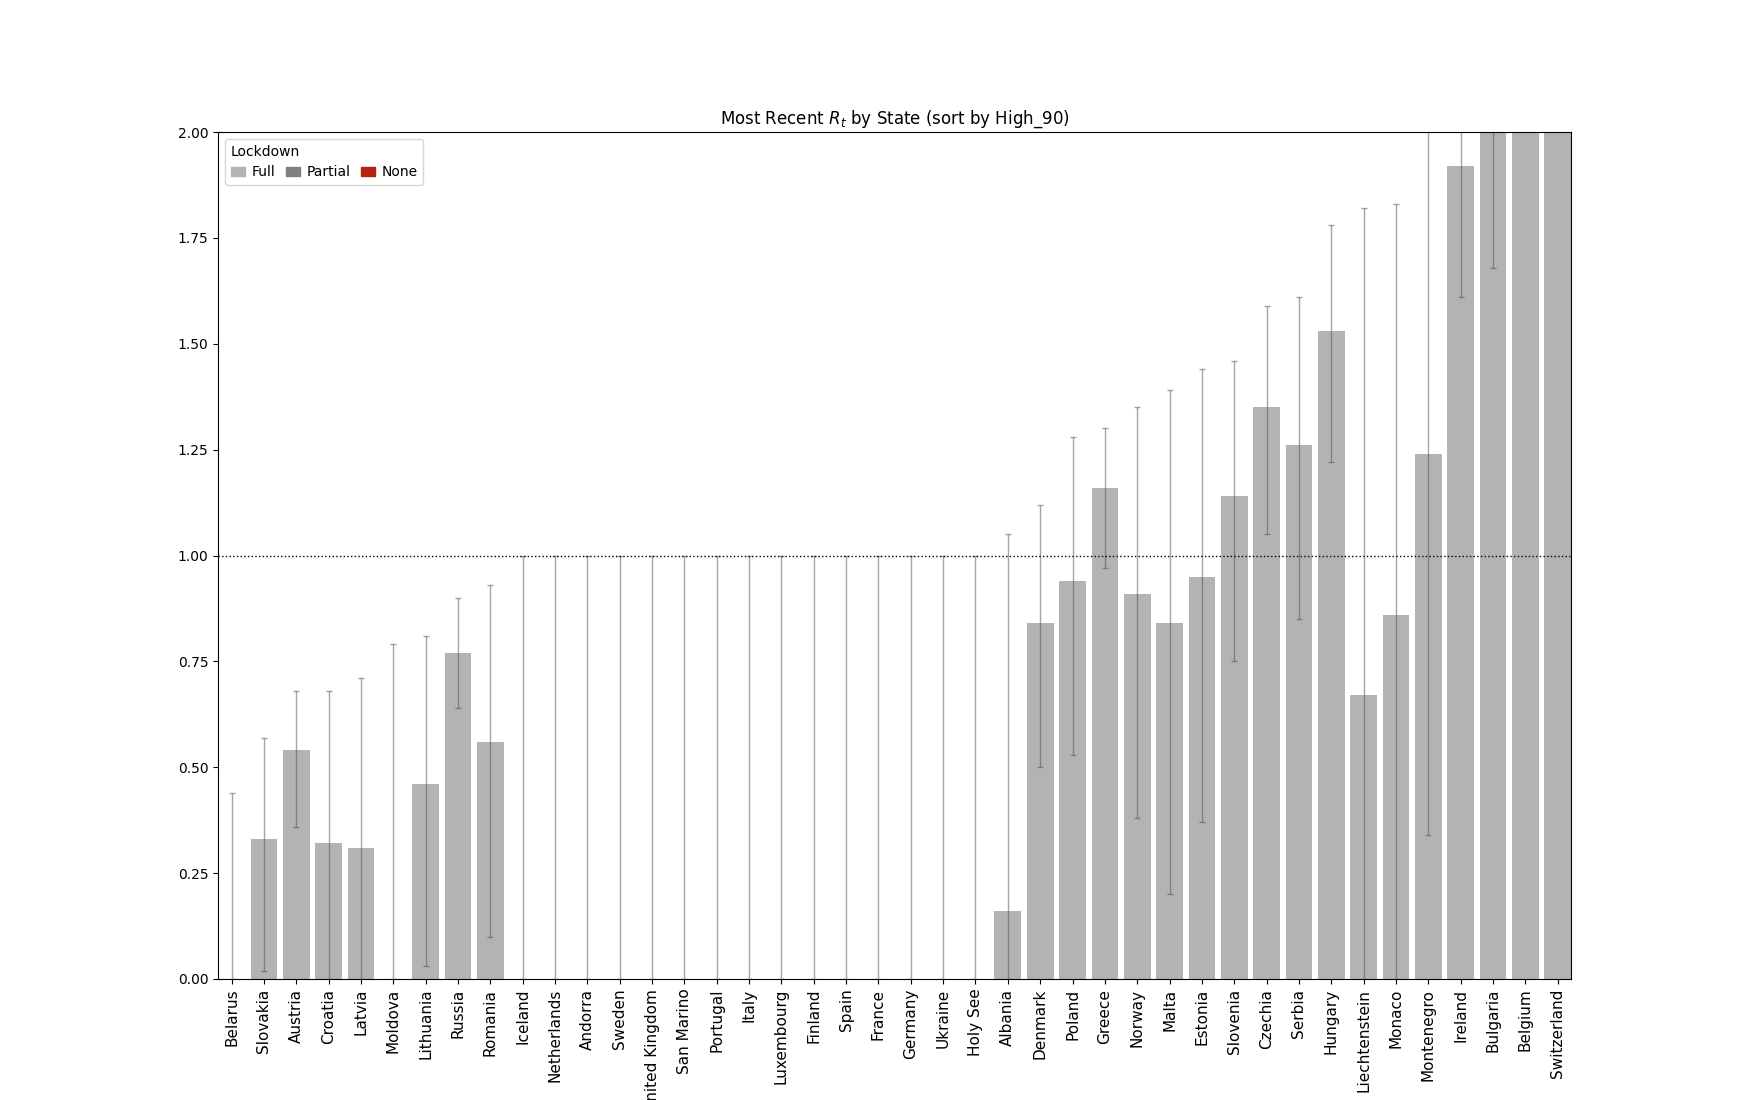 Most Recent R_t by State (sort by High_90)
Lockdown
Full Partial None
2.00
1.75
1.50
1.25
1.00
0.75
0.50
0.25
0.00
Belarus
Slovakia
Austria
Croatia
Latvia
Moldova
Lithuania
Russia
Romania
Iceland
Netherlands
Andorra
Sweden
nited Kingdom
San Marino
Portugal
Italy
Luxembourg
Finland
Spain
France
Germany
Ukraine
Holy See
Albania
Denmark
Poland
Greece
Norway
Malta
Estonia
Slovenia
Czechia
Serbia
Hungary
Liechtenstein
Monaco
Montenegro
Ireland
Bulgaria
Belgium
Switzerland